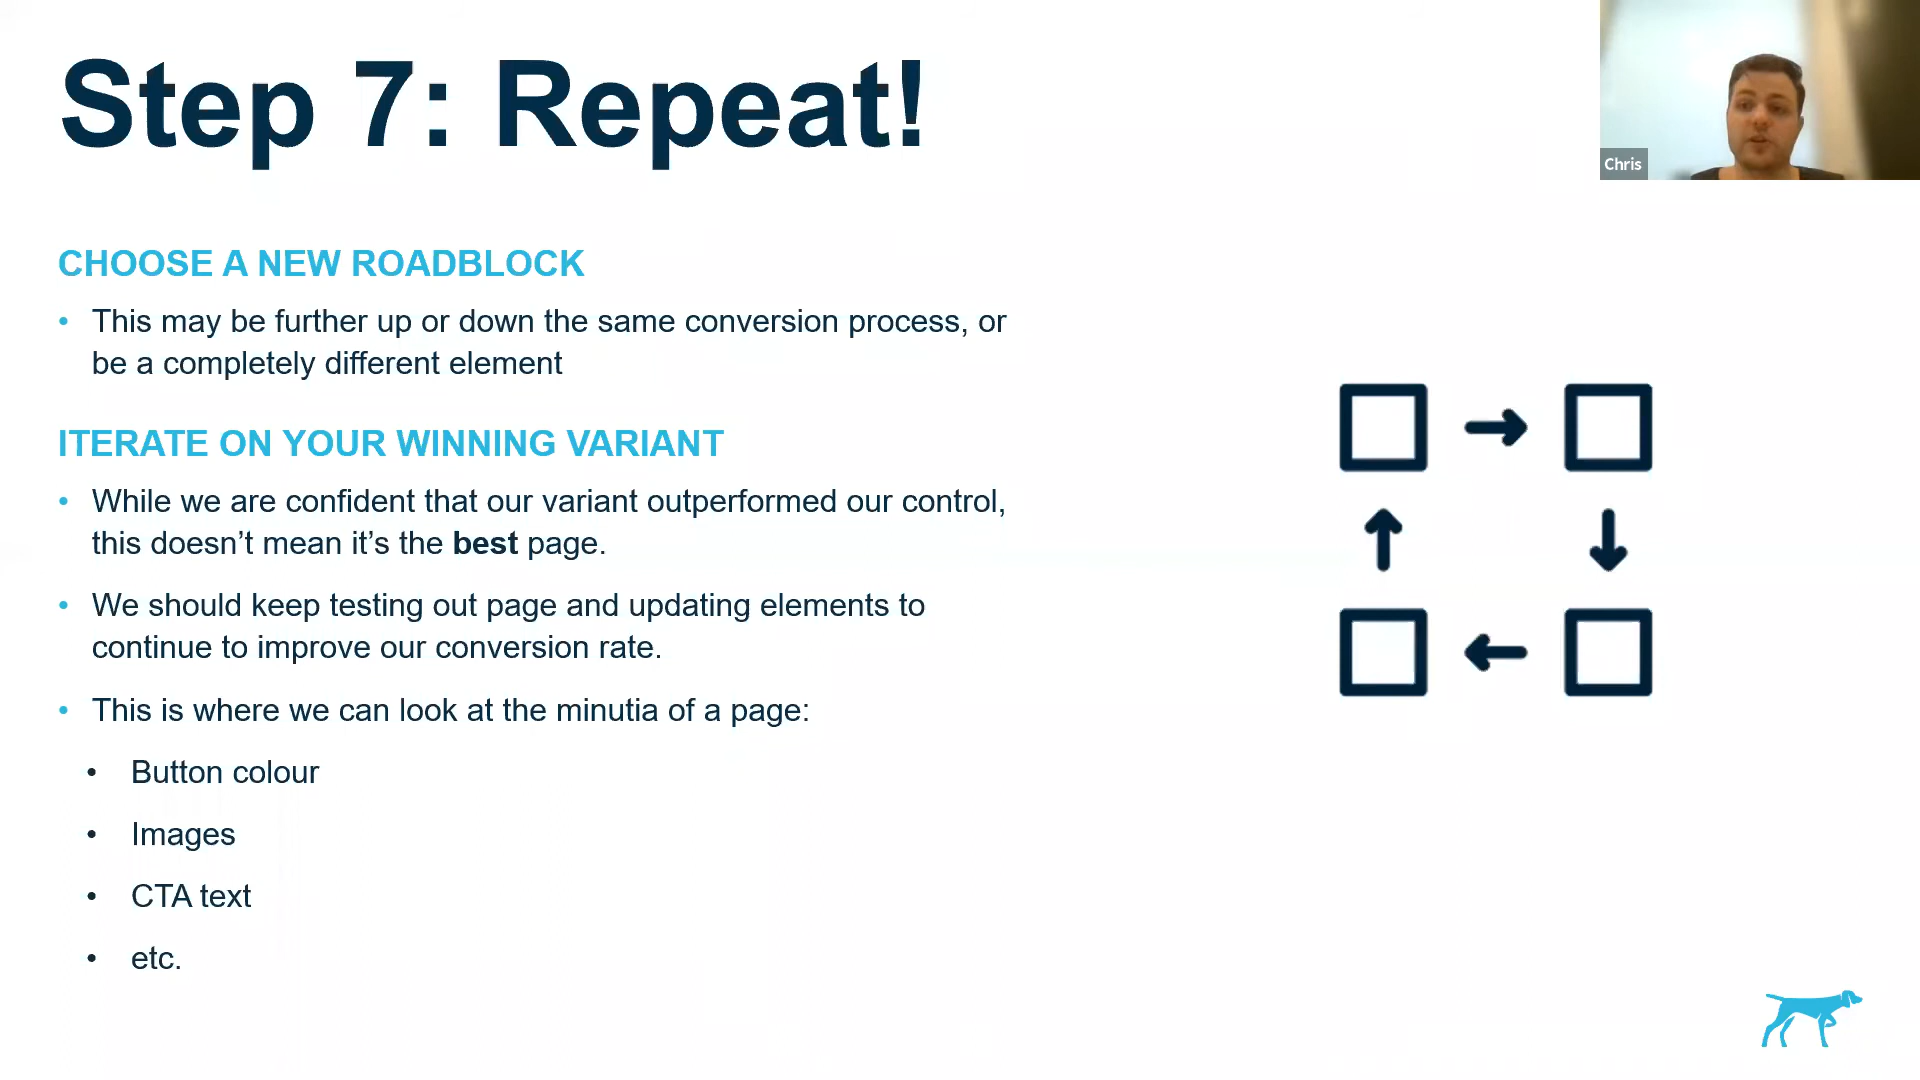 Step 7: Repeat!
Chris
CHOOSE A NEW ROADBLOCK
• This may be further up or down the same conversion process, or
be a completely different element
ITERATE ON YOUR WINNING VARIANT
• While we are confident that our variant outperformed our control,
this doesn’t mean it’s the best page.
• We should keep testing out page and updating elements to
continue to improve our conversion rate.
• This is where we can look at the minutia of a page:
• Button colour
• Images
• CTA text
• etc.